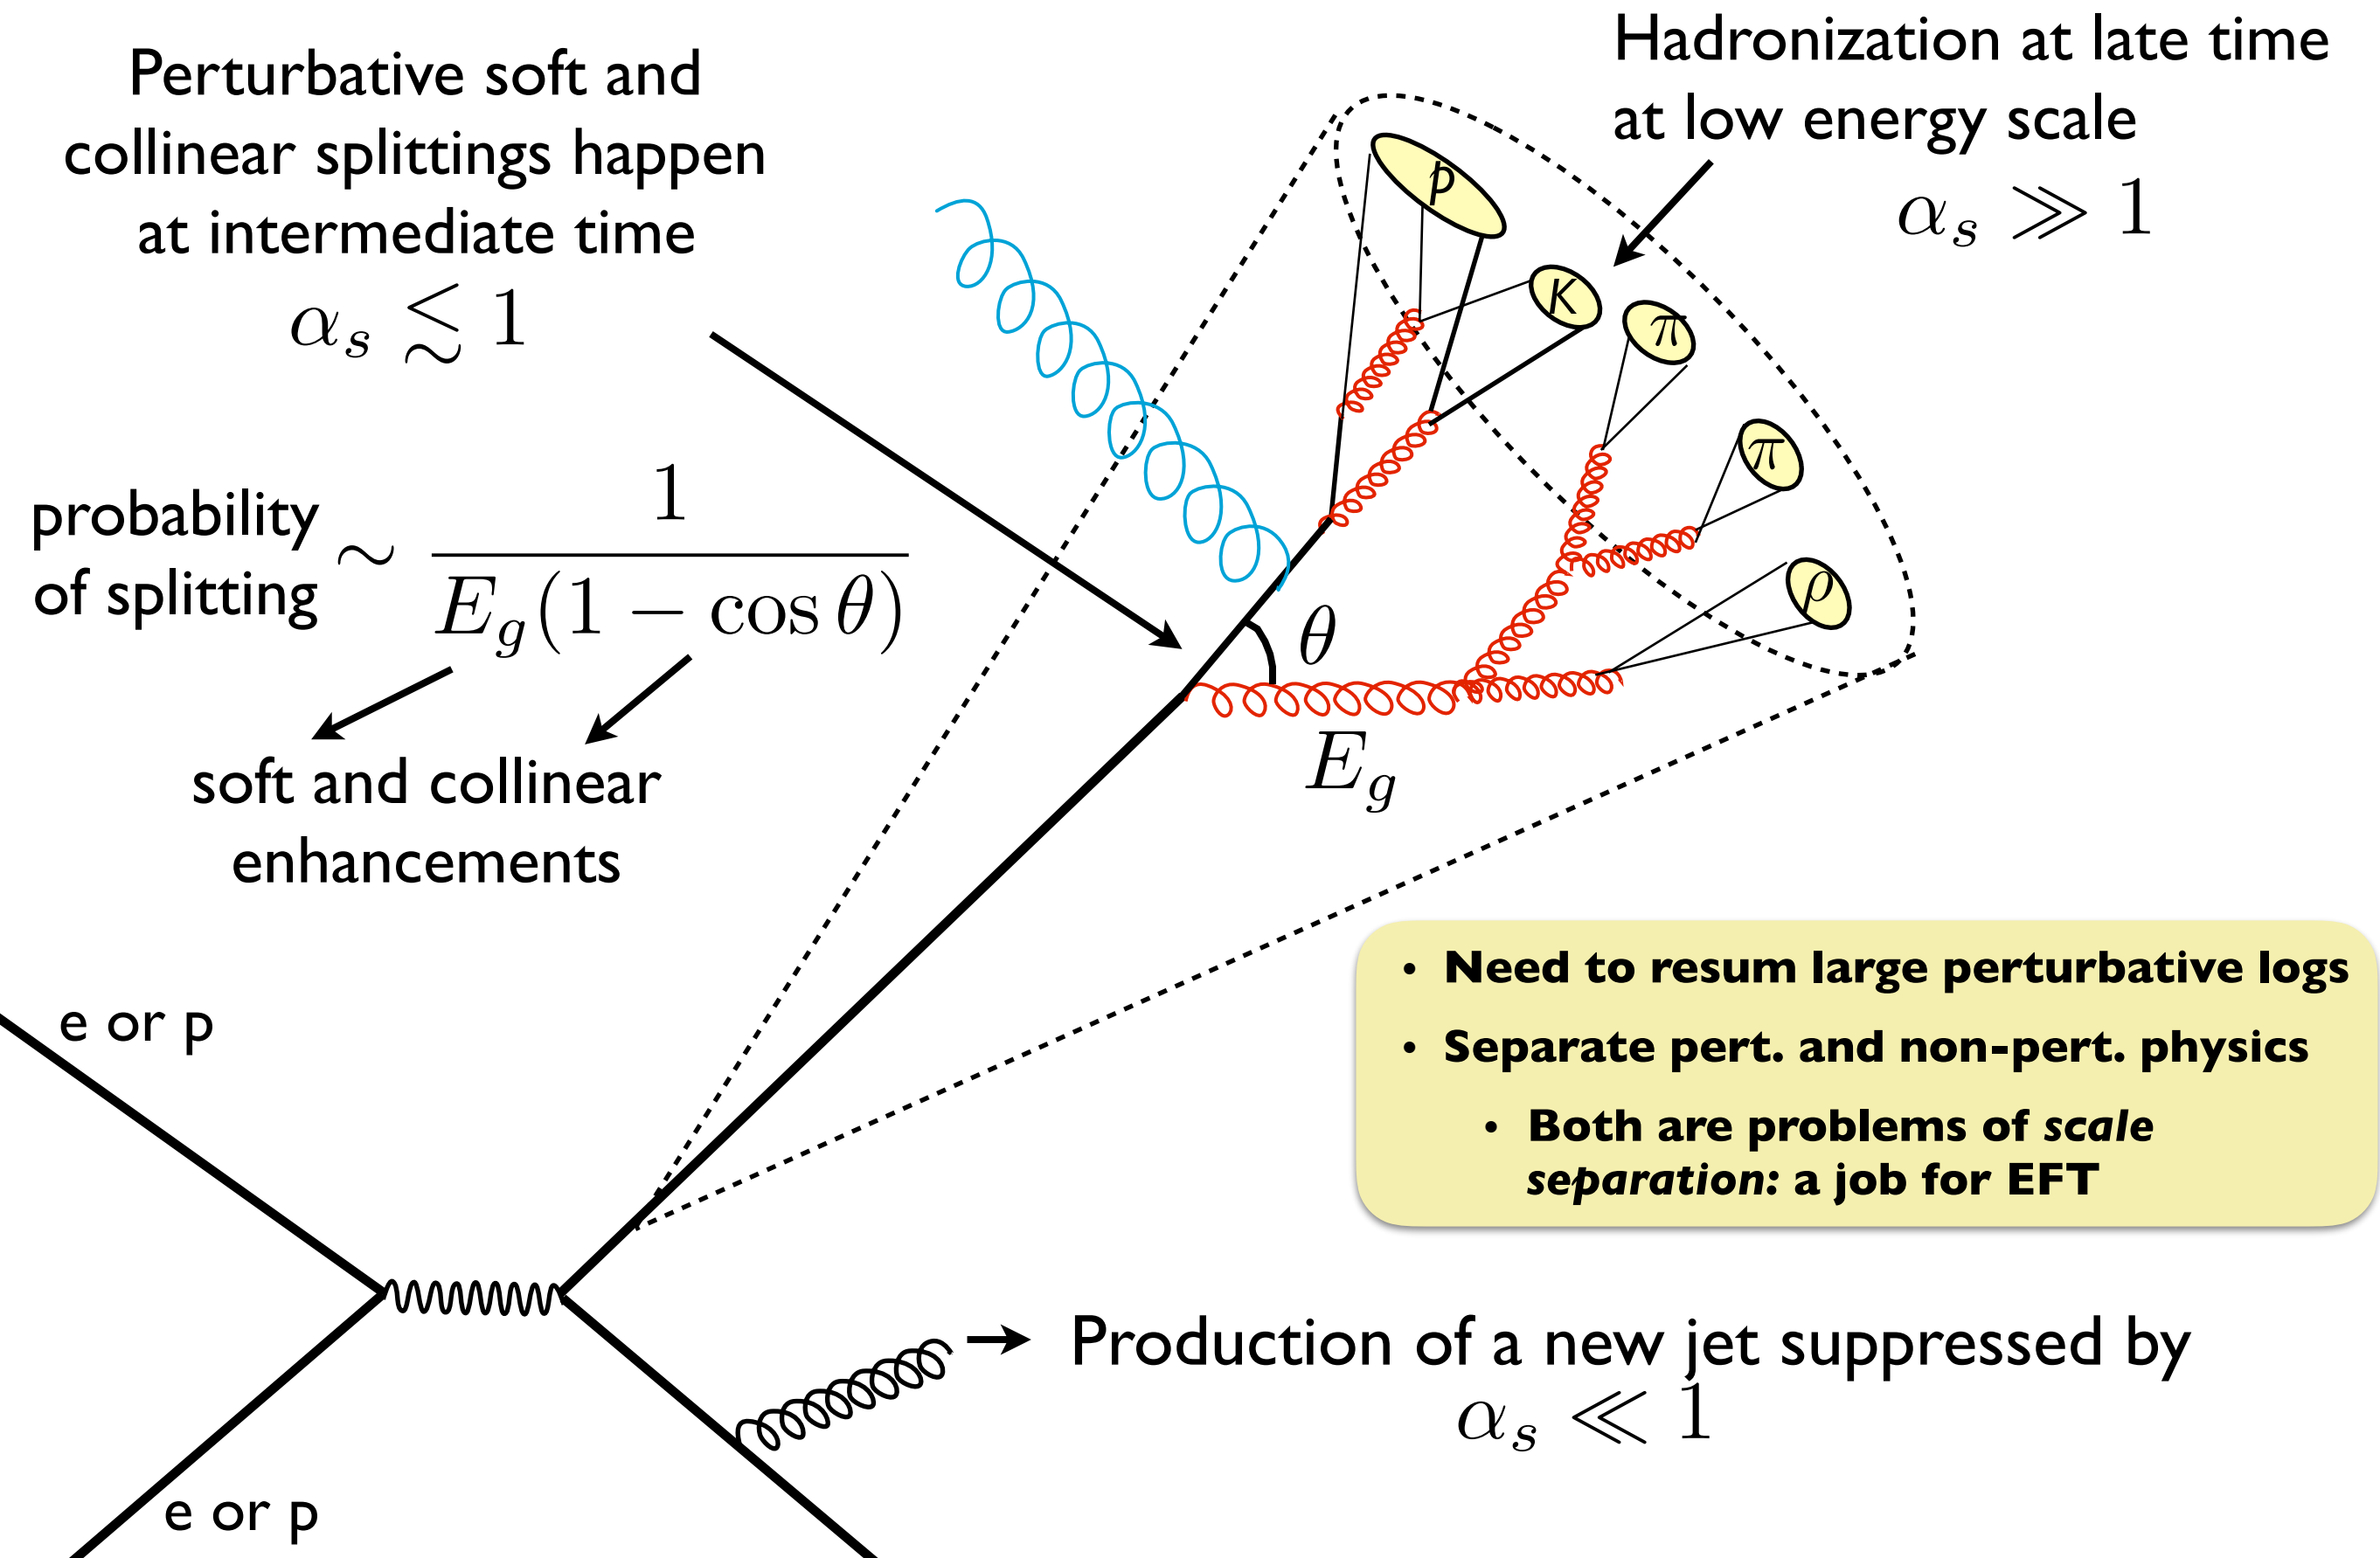 Perturbative soft and
collinear splittings happen
at intermediate time
αₛ ≲ 1
Hadronization at late time
at low energy scale
αₛ ≫ 1
p
K
π
π
ρ
probability
of splitting
∼ 1 / E_g(1 − cos θ)
θ
E_g
soft and collinear
enhancements
e or p
• Need to resum large perturbative logs
• Separate pert. and non-pert. physics
• Both are problems of scale
separation: a job for EFT
Production of a new jet suppressed by
αₛ ≪ 1
e or p